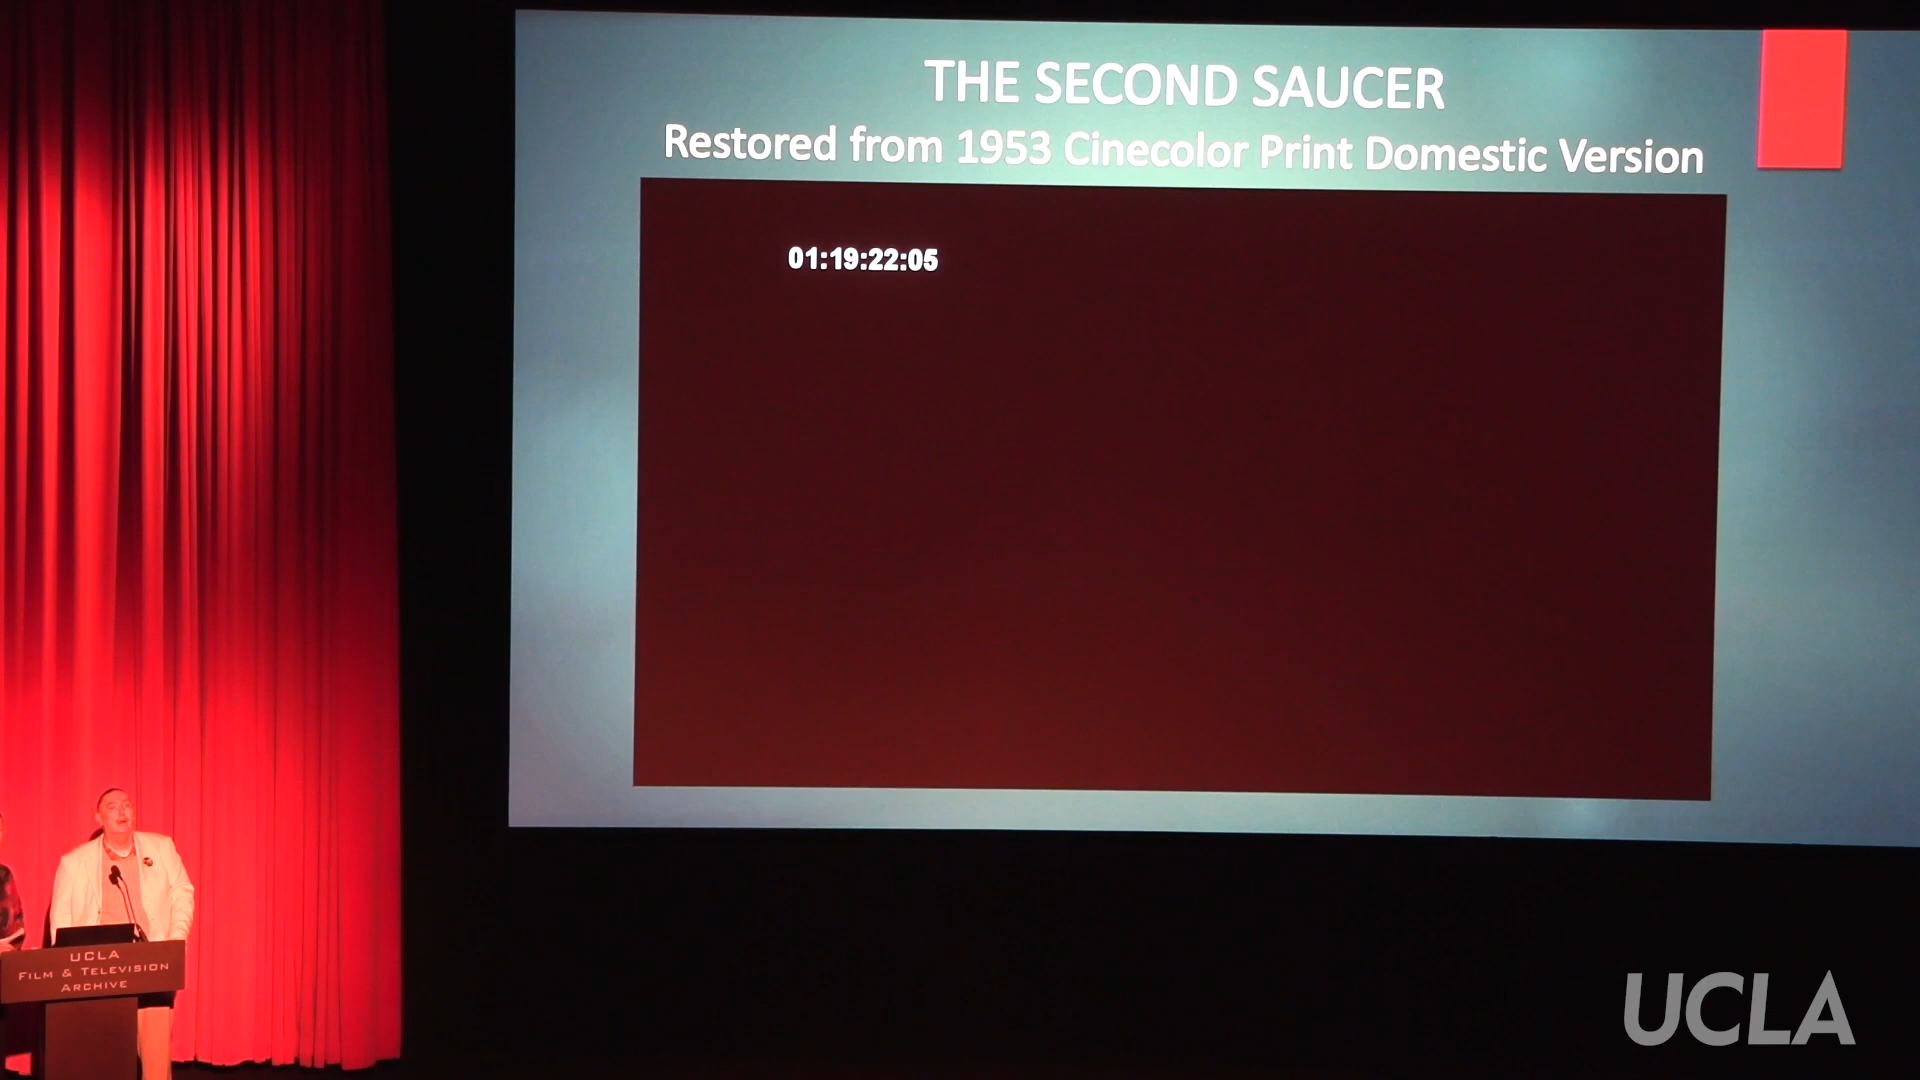 THE SECOND SAUCER
Restored from 1953 Cinecolor Print Domestic Version
01:19:22:05
UCLA
FILM & TELEVISION
ARCHIVE
UCLA